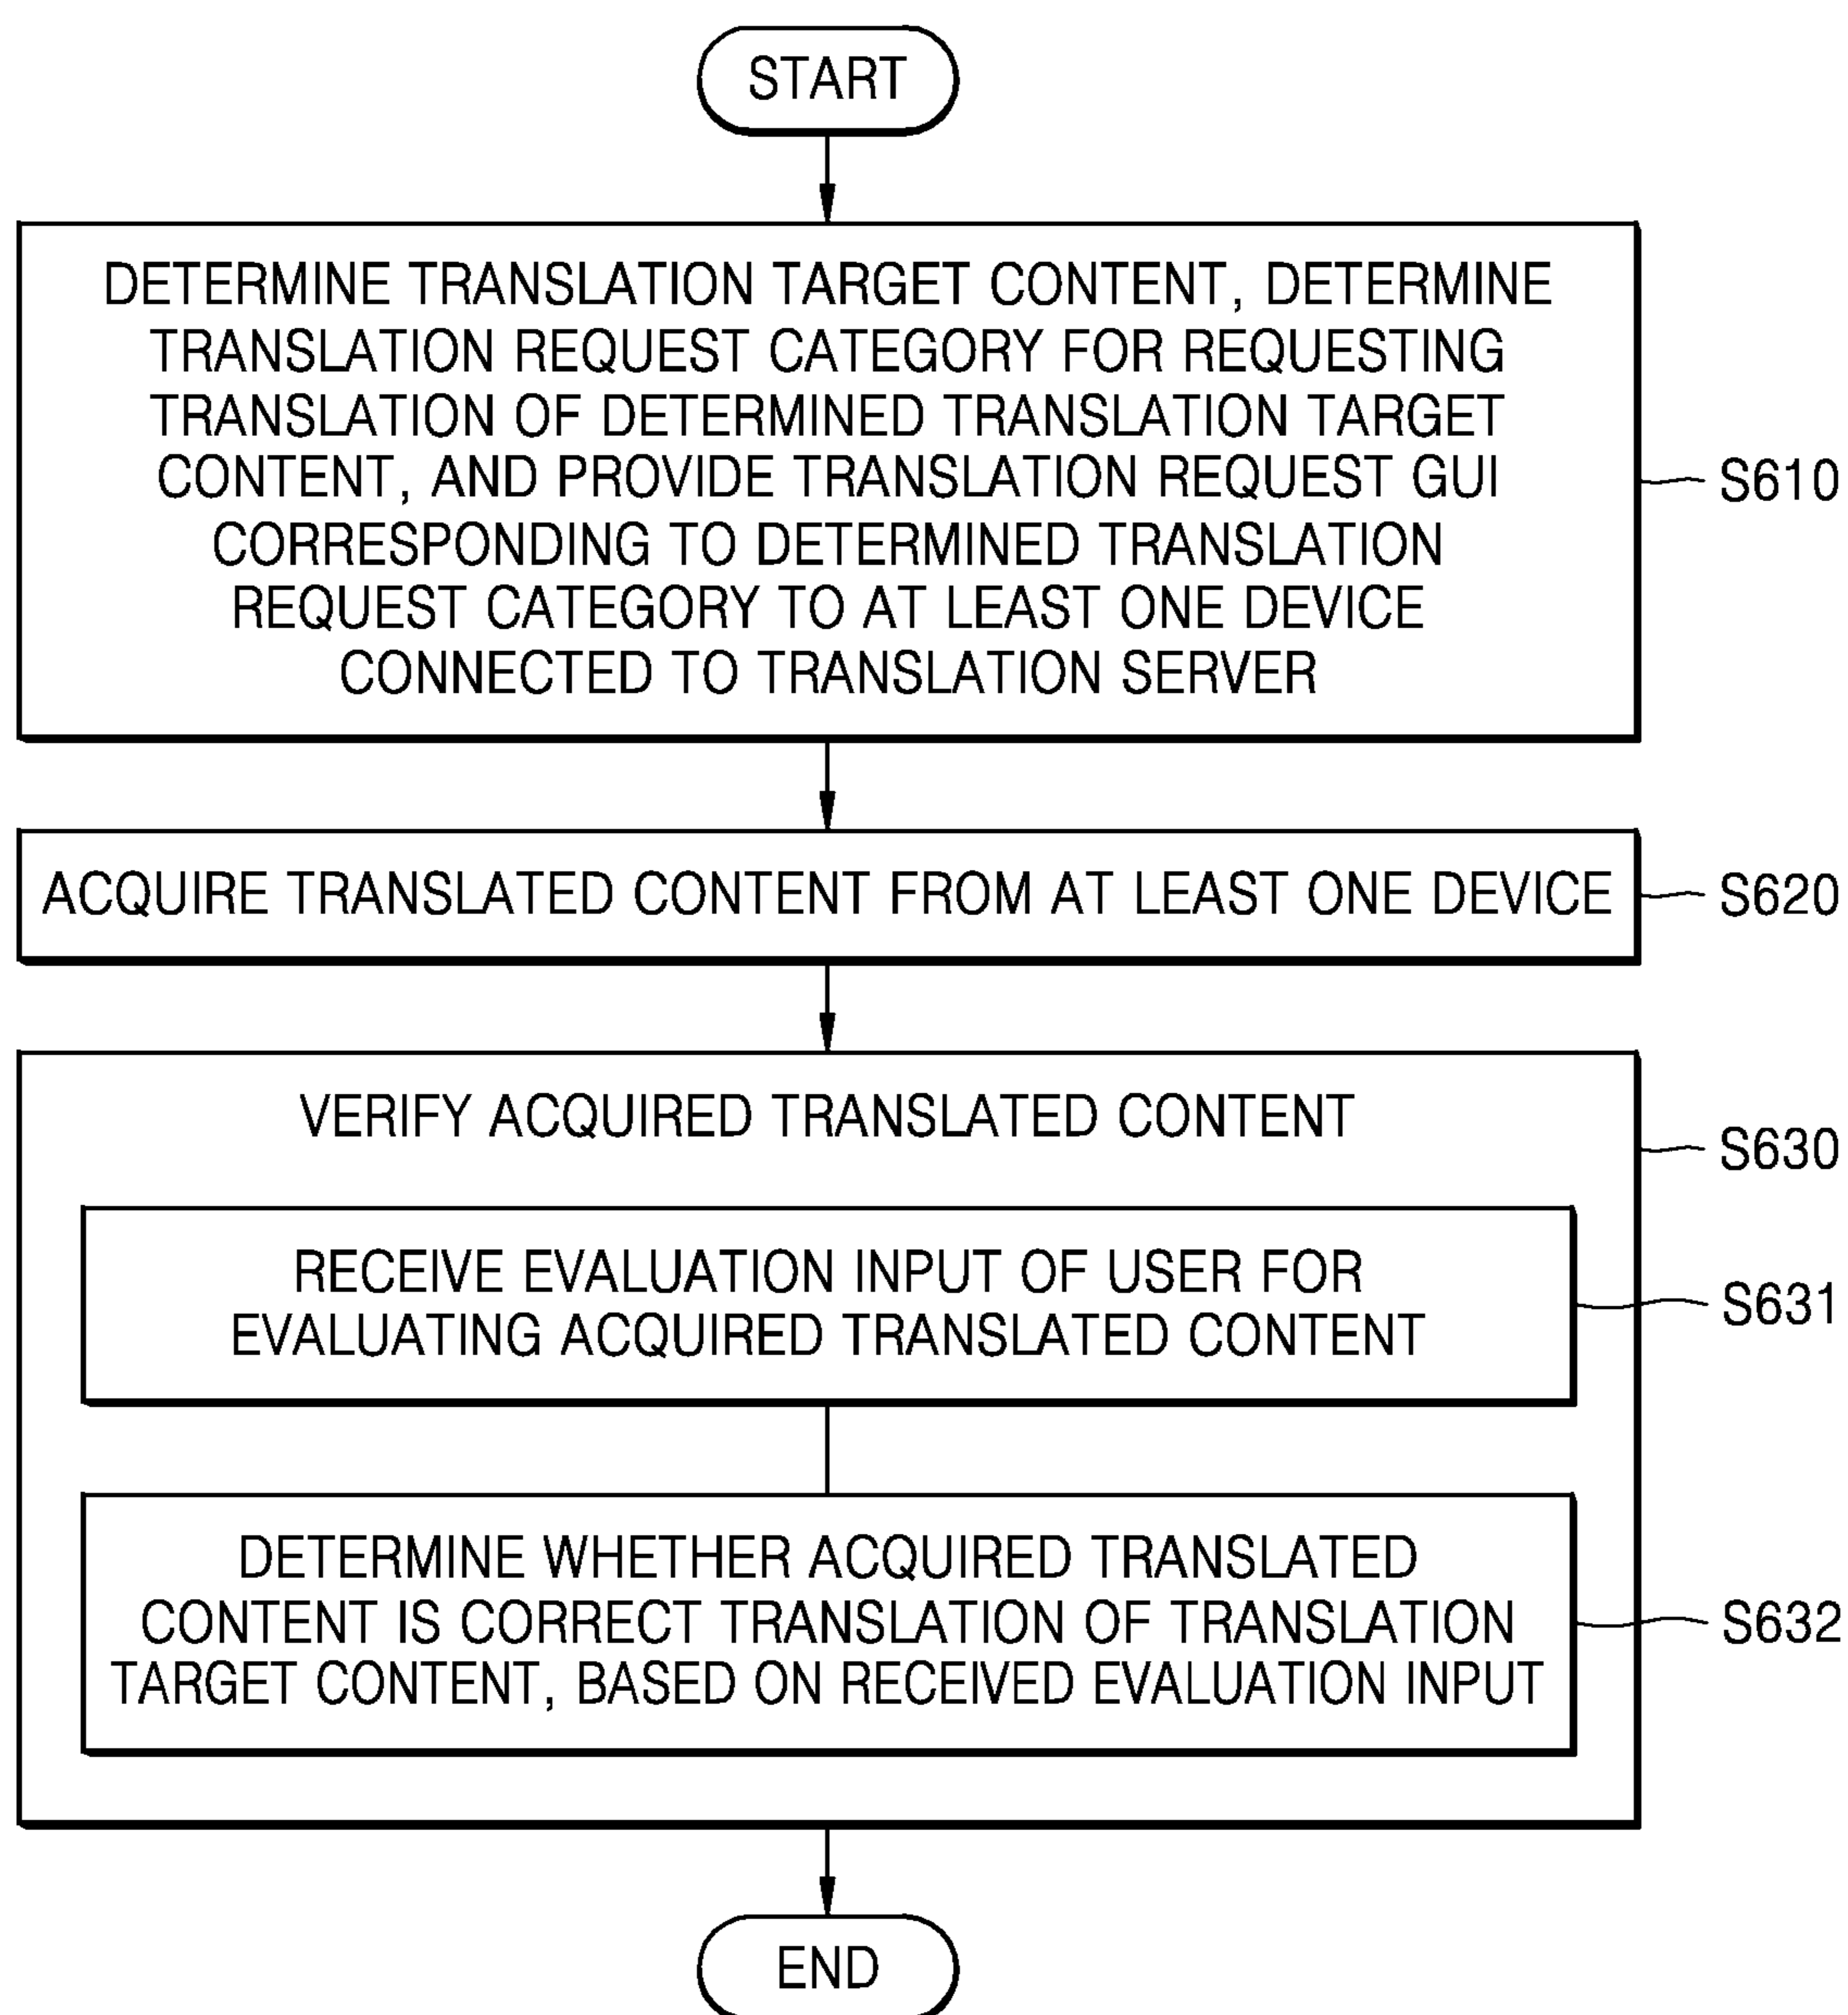 START
DETERMINE TRANSLATION TARGET CONTENT, DETERMINE
TRANSLATION REQUEST CATEGORY FOR REQUESTING
TRANSLATION OF DETERMINED TRANSLATION TARGET
CONTENT, AND PROVIDE TRANSLATION REQUEST GUI
CORRESPONDING TO DETERMINED TRANSLATION
REQUEST CATEGORY TO AT LEAST ONE DEVICE
CONNECTED TO TRANSLATION SERVER
S610
ACQUIRE TRANSLATED CONTENT FROM AT LEAST ONE DEVICE
S620
VERIFY ACQUIRED TRANSLATED CONTENT
S630
RECEIVE EVALUATION INPUT OF USER FOR
EVALUATING ACQUIRED TRANSLATED CONTENT
S631
DETERMINE WHETHER ACQUIRED TRANSLATED
CONTENT IS CORRECT TRANSLATION OF TRANSLATION
TARGET CONTENT, BASED ON RECEIVED EVALUATION INPUT
S632
END